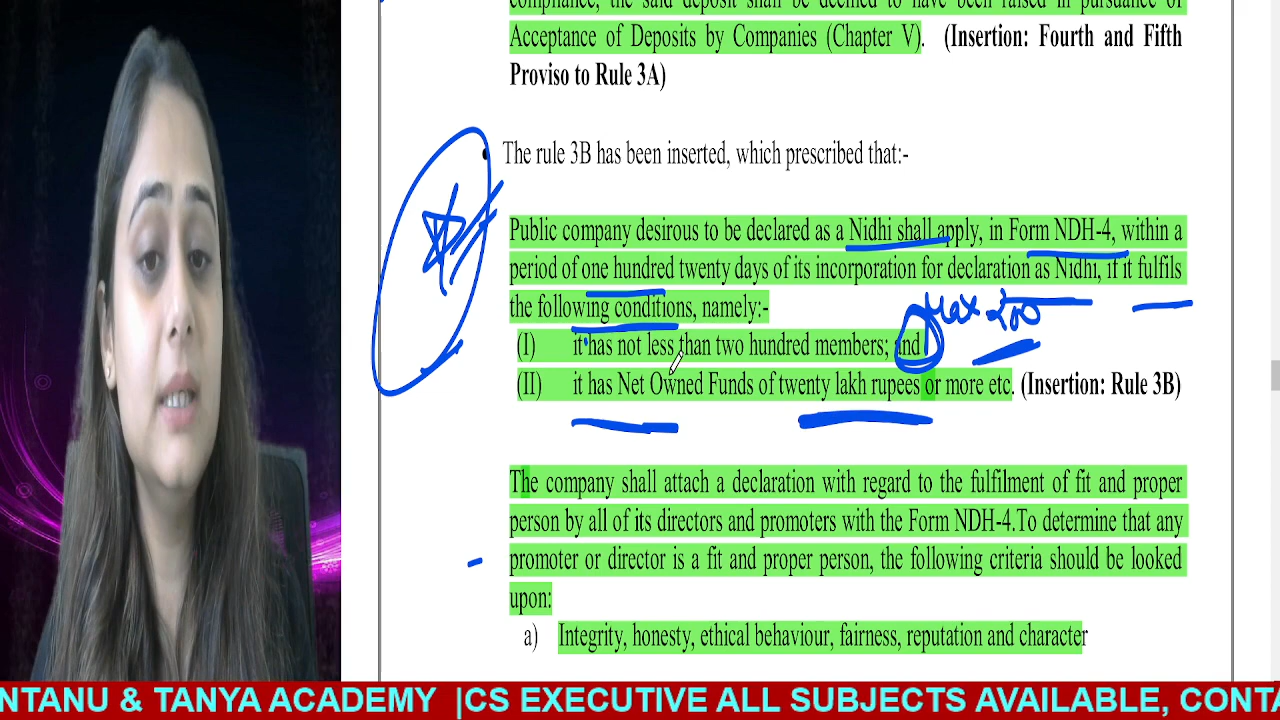 compliance, the said deposit shall be deemed to have been raised in pursuance of
Acceptance of Deposits by Companies (Chapter V). (Insertion: Fourth and Fifth
Proviso to Rule 3A)
The rule 3B has been inserted, which prescribed that:-
Public company desirous to be declared as a Nidhi shall apply, in Form NDH-4, within a
period of one hundred twenty days of its incorporation for declaration as Nidhi, if it fulfils
the following conditions, namely:-
Max 200
(I) it has not less than two hundred members; and
(II) it has Net Owned Funds of twenty lakh rupees or more etc. (Insertion: Rule 3B)
The company shall attach a declaration with regard to the fulfilment of fit and proper
person by all of its directors and promoters with the Form NDH-4.To determine that any
promoter or director is a fit and proper person, the following criteria should be looked
upon:
a) Integrity, honesty, ethical behaviour, fairness, reputation and character
NTANU & TANYA ACADEMY |CS EXECUTIVE ALL SUBJECTS AVAILABLE, CONTA